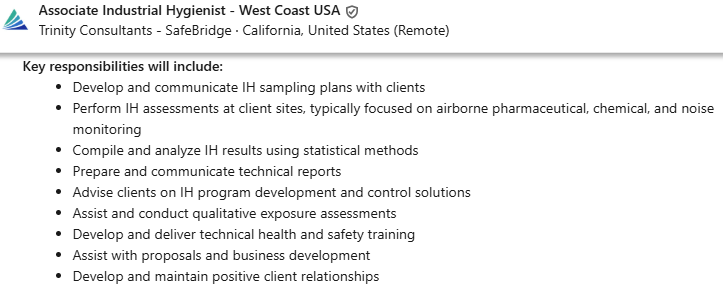 Associate Industrial Hygienist - West Coast USA
Trinity Consultants - SafeBridge · California, United States (Remote)
Key responsibilities will include:
• Develop and communicate IH sampling plans with clients
• Perform IH assessments at client sites, typically focused on airborne pharmaceutical, chemical, and noise
monitoring
• Compile and analyze IH results using statistical methods
• Prepare and communicate technical reports
• Advise clients on IH program development and control solutions
• Assist and conduct qualitative exposure assessments
• Develop and deliver technical health and safety training
• Assist with proposals and business development
• Develop and maintain positive client relationships